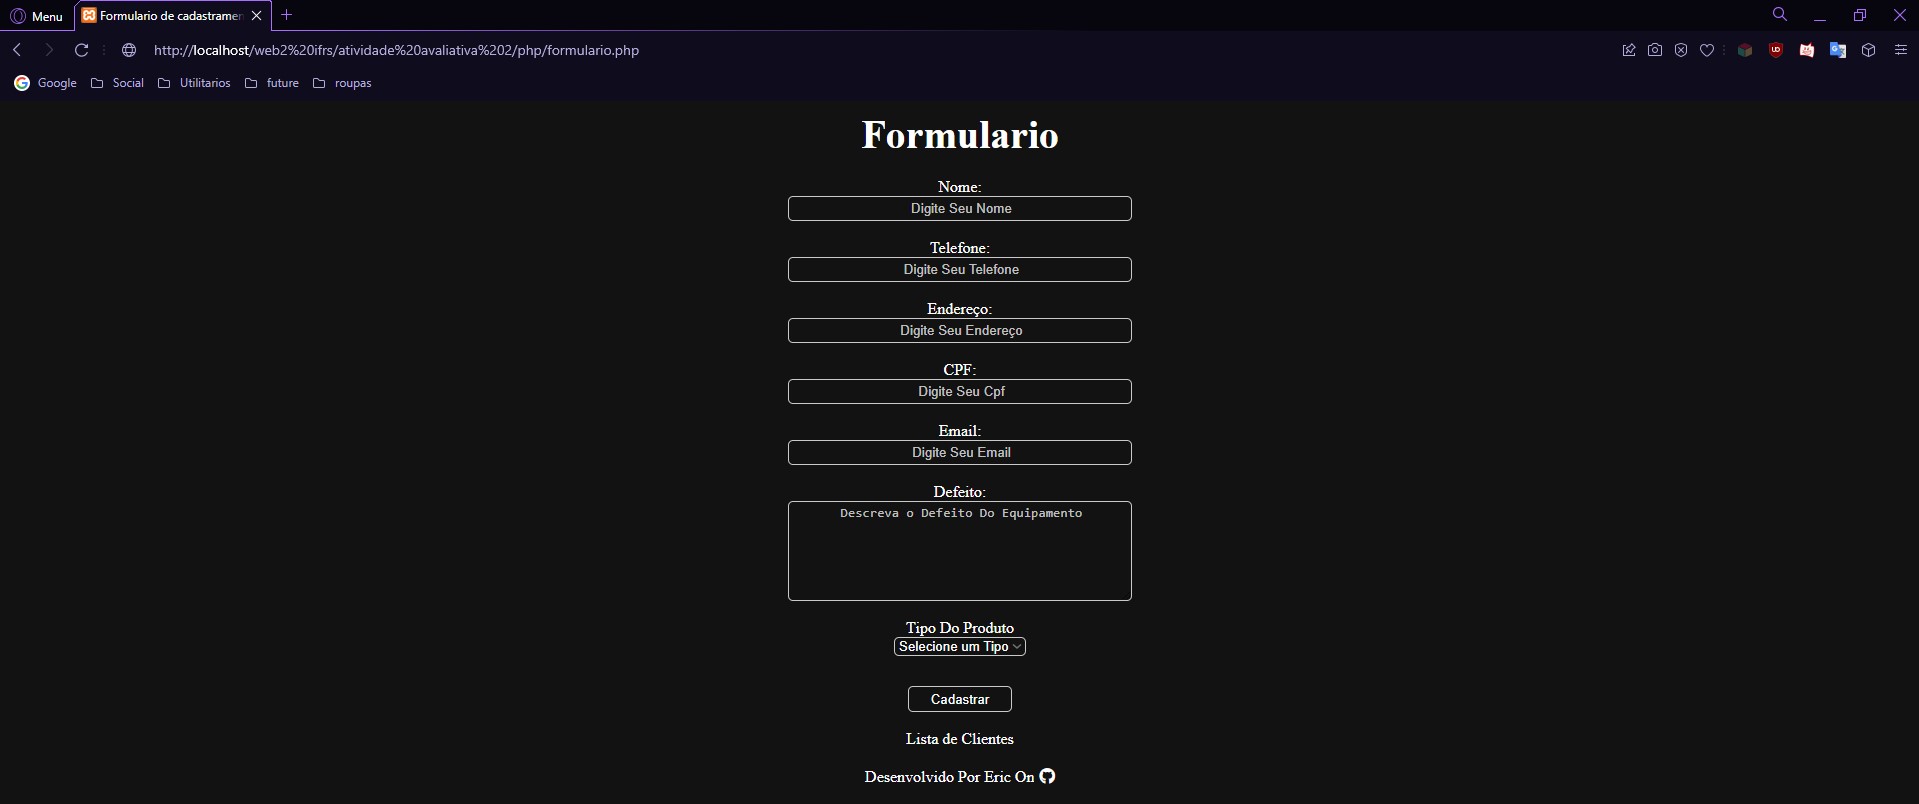 Menu
Formulario de cadastramen
http://localhost/web2%20ifrs/atividade%20avaliativa%202/php/formulario.php
Google Social Utilitarios future roupas
Formulario
Nome:
Digite Seu Nome
Telefone:
Digite Seu Telefone
Endereço:
Digite Seu Endereço
CPF:
Digite Seu Cpf
Email:
Digite Seu Email
Defeito:
Descreva o Defeito Do Equipamento
Tipo Do Produto
Selecione um Tipo
Cadastrar
Lista de Clientes
Desenvolvido Por Eric On